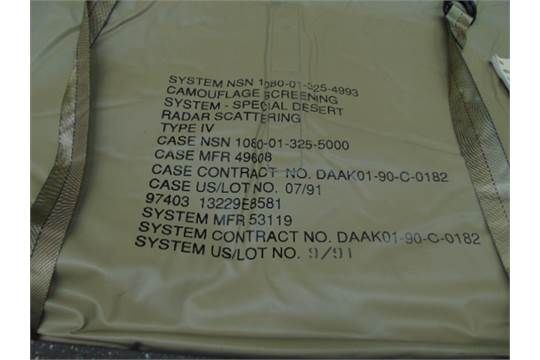 SYSTEM NSN 1080-01-325-4993
CAMOUFLAGE SCREENING
SYSTEM - SPECIAL DESERT
RADAR SCATTERING
TYPE IV
CASE NSN 1080-01-325-5000
CASE MFR 49608
CASE CONTRACT NO. DAAK01-90-C-0182
CASE US/LOT NO. 07/91
97403 13229E8581
SYSTEM MFR 53119
SYSTEM CONTRACT NO. DAAK01-90-C-0182
SYSTEM US/LOT NO. 9/91